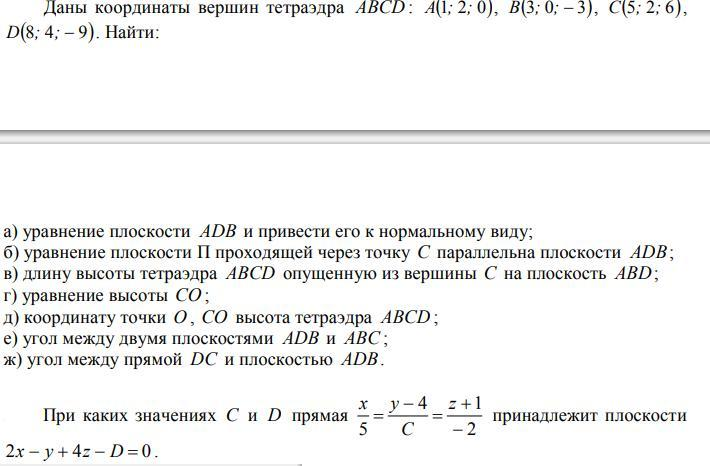 Даны координаты вершин тетраэдра ABCD: A(1; 2; 0), B(3; 0; −3), C(5; 2; 6),
D(8; 4; −9). Найти:
а) уравнение плоскости ADB и привести его к нормальному виду;
б) уравнение плоскости П проходящей через точку C параллельна плоскости ADB;
в) длину высоты тетраэдра ABCD опущенную из вершины C на плоскость ABD;
г) уравнение высоты CO;
д) координату точки O, CO высота тетраэдра ABCD;
е) угол между двумя плоскостями ADB и ABC;
ж) угол между прямой DC и плоскостью ADB.
При каких значениях C и D прямая x/5 = (y−4)/C = (z+1)/−2 принадлежит плоскости
2x − y + 4z − D = 0.